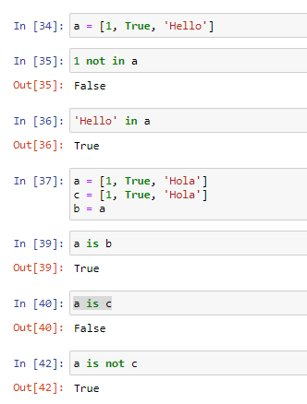 In [34]: a = [1, True, 'Hello']
In [35]: 1 not in a
Out[35]: False
In [36]: 'Hello' in a
Out[36]: True
In [37]: a = [1, True, 'Hola']
c = [1, True, 'Hola']
b = a
In [39]: a is b
Out[39]: True
In [40]: a is c
Out[40]: False
In [42]: a is not c
Out[42]: True